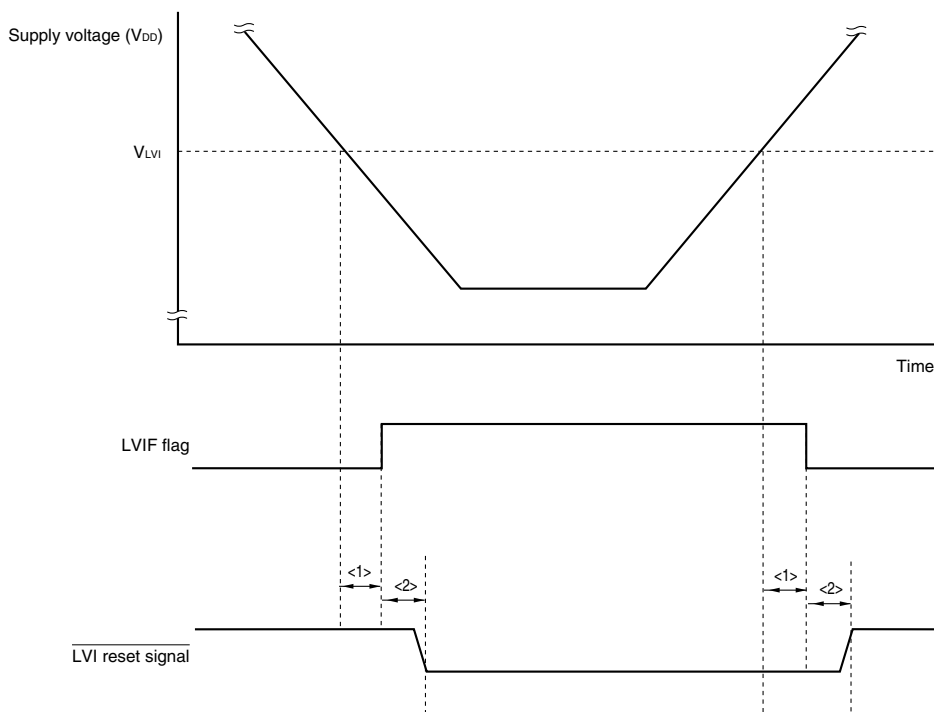 Supply voltage (VDD)
VLVI
Time
LVIF flag
<1>
<2>
<1>
<2>
LVI reset signal